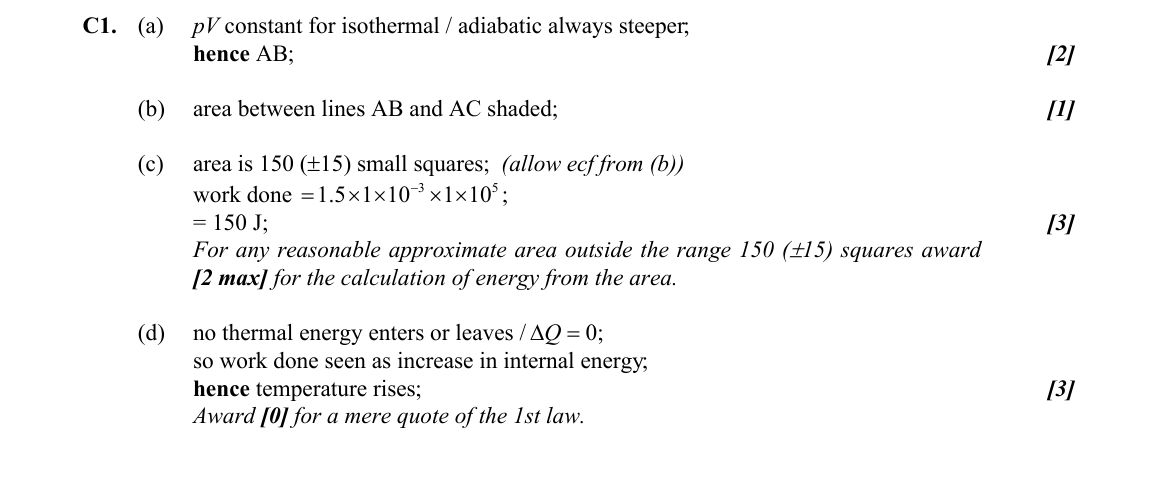 C1. (a) pV constant for isothermal / adiabatic always steeper;
hence AB; [2]
(b) area between lines AB and AC shaded; [1]
(c) area is 150 (±15) small squares; (allow ecf from (b))
work done = 1.5×1×10⁻³ ×1×10⁵;
= 150 J; [3]
For any reasonable approximate area outside the range 150 (±15) squares award
[2 max] for the calculation of energy from the area.
(d) no thermal energy enters or leaves / ΔQ = 0;
so work done seen as increase in internal energy;
hence temperature rises; [3]
Award [0] for a mere quote of the 1st law.